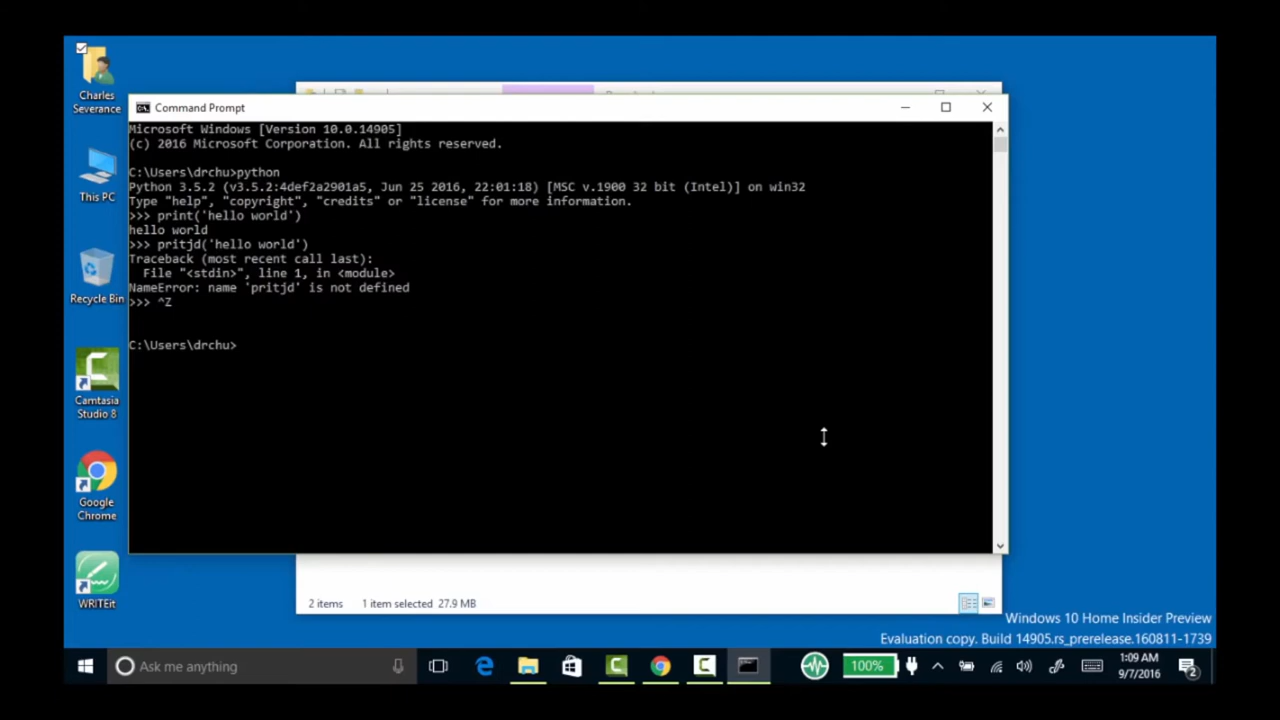 Charles
Severance
This PC
Recycle Bin
Camtasia
Studio 8
Google
Chrome
WRITEit
Command Prompt
Microsoft Windows [Version 10.0.14905]
(c) 2016 Microsoft Corporation. All rights reserved.
C:\Users\drchu>python
Python 3.5.2 (v3.5.2:4def2a2901a5, Jun 25 2016, 22:01:18) [MSC v.1900 32 bit (Intel)] on win32
Type "help", "copyright", "credits" or "license" for more information.
>>> print('hello world')
hello world
>>> pritjd('hello world')
Traceback (most recent call last):
  File "<stdin>", line 1, in <module>
NameError: name 'pritjd' is not defined
>>> ^Z
C:\Users\drchu>
2 items 1 item selected 27.9 MB
Windows 10 Home Insider Preview
Evaluation copy. Build 14905.rs_prerelease.160811-1739
Ask me anything
100%
1:09 AM
9/7/2016
2